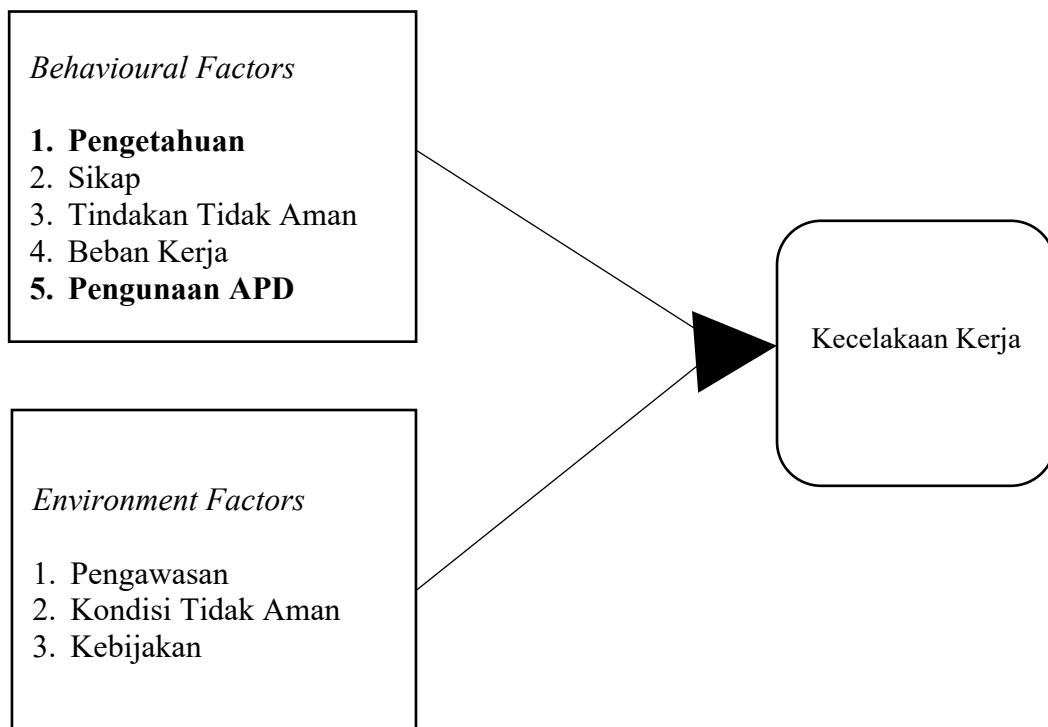 Behavioural Factors
1. Pengetahuan
2. Sikap
3. Tindakan Tidak Aman
4. Beban Kerja
5. Pengunaan APD
Kecelakaan Kerja
Environment Factors
1. Pengawasan
2. Kondisi Tidak Aman
3. Kebijakan